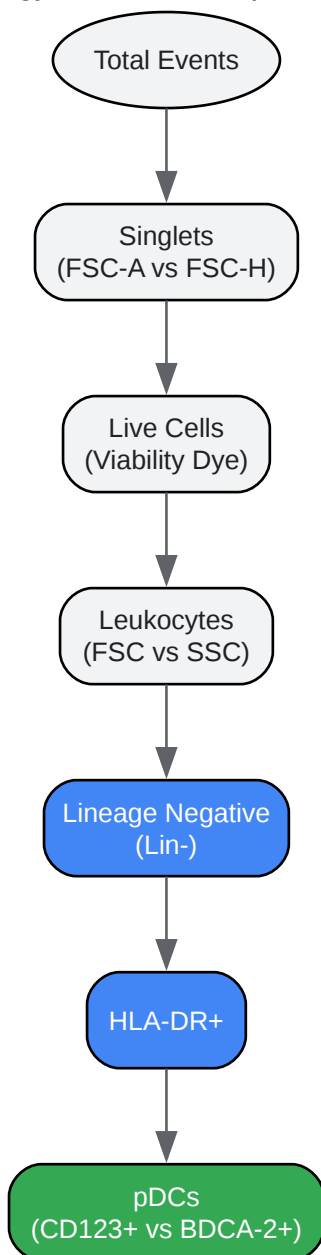 Total Events
Singlets
(FSC-A vs FSC-H)
Live Cells
(Viability Dye)
Leukocytes
(FSC vs SSC)
Lineage Negative
(Lin-)
HLA-DR+
pDCs
(CD123+ vs BDCA-2+)